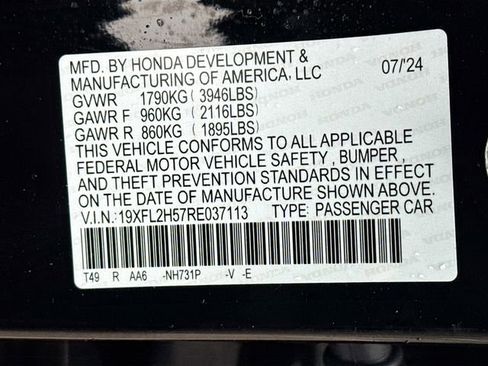 MFD. BY HONDA DEVELOPMENT &
MANUFACTURING OF AMERICA, LLC 07/'24
GVWR 1790KG ( 3946LBS)
GAWR F 960KG ( 2116LBS)
GAWR R 860KG ( 1895LBS)
THIS VEHICLE CONFORMS TO ALL APPLICABLE
FEDERAL MOTOR VEHICLE SAFETY , BUMPER ,
AND THEFT PREVENTION STANDARDS IN EFFECT
ON THE DATE OF MANUFACTURE SHOWN ABOVE.
V.I.N.: 19XFL2H57RE037113 TYPE: PASSENGER CAR
T49 R AA6 -NH731P -V -E